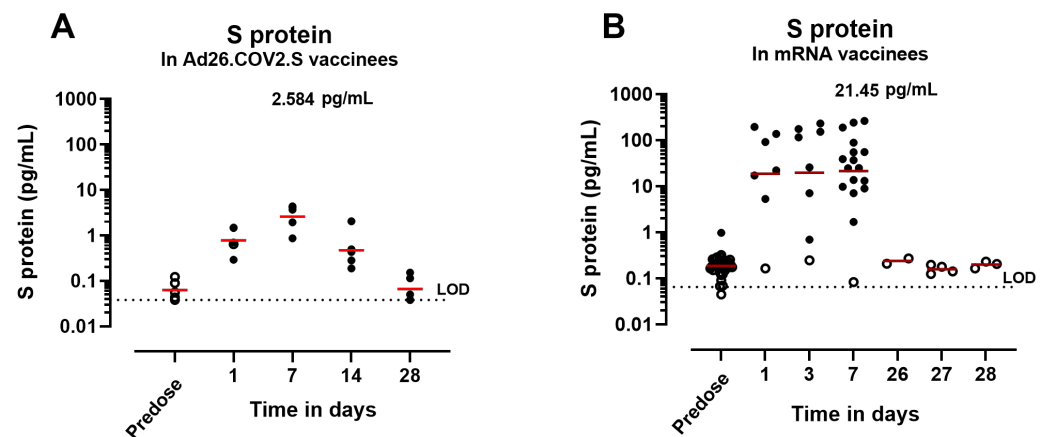 A
S protein
In Ad26.COV2.S vaccinees
2.584 pg/mL
S protein (pg/mL)
1000
100
10
1
0.1
0.01
LOD
Predose
1
7
14
28
Time in days
B
S protein
In mRNA vaccinees
21.45 pg/mL
S protein (pg/mL)
1000
100
10
1
0.1
0.01
LOD
Predose
1
3
7
26
27
28
Time in days